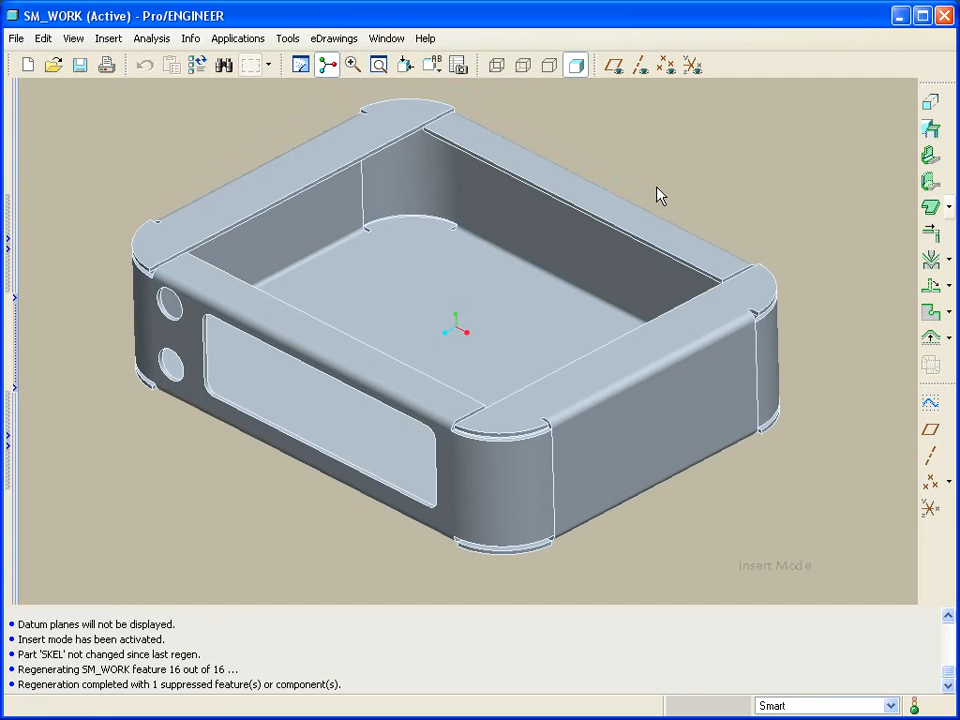 SM_WORK (Active) - Pro/ENGINEER
File Edit View Insert Analysis Info Applications Tools eDrawings Window Help
Insert Mode
Datum planes will not be displayed.
Insert mode has been activated.
Part 'SKEL' not changed since last regen.
Regenerating SM_WORK feature 16 out of 16 ...
Regeneration completed with 1 suppressed feature(s) or component(s).
Smart